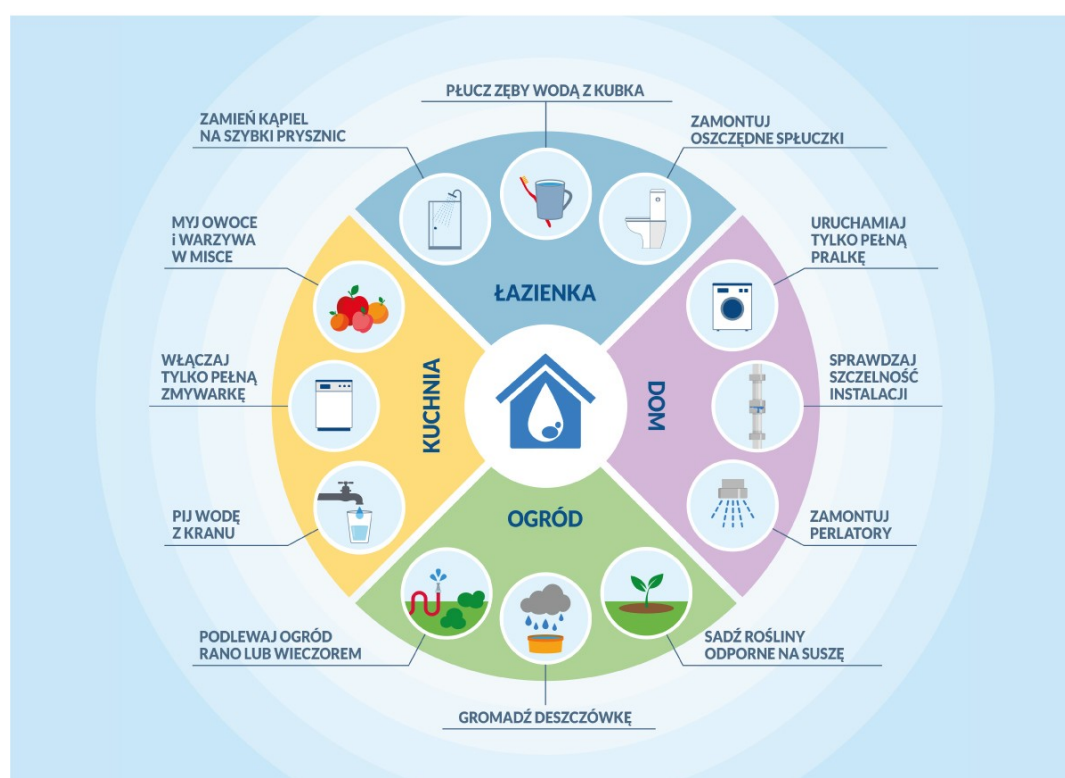 PŁUCZ ZĘBY WODĄ Z KUBKA
ZAMIEŃ KĄPIEL
NA SZYBKI PRYSZNIC
ZAMONTUJ
OSZCZĘDNE SPŁUCZKI
MYJ OWOCE
i WARZYWA
W MISCE
URUCHAMIAJ
TYLKO PEŁNĄ
PRALKĘ
ŁAZIENKA
WŁĄCZAJ
TYLKO PEŁNĄ
ZMYWARKĘ
KUCHNIA
DOM
SPRAWDZAJ
SZCZELNOŚĆ
INSTALACJI
PIJ WODĘ
Z KRANU
OGRÓD
ZAMONTUJ
PERLATORY
PODLEWAJ OGRÓD
RANO LUB WIECZOREM
SADŹ ROŚLINY
ODPORNE NA SUSZĘ
GROMADŹ DESZCZÓWKĘ